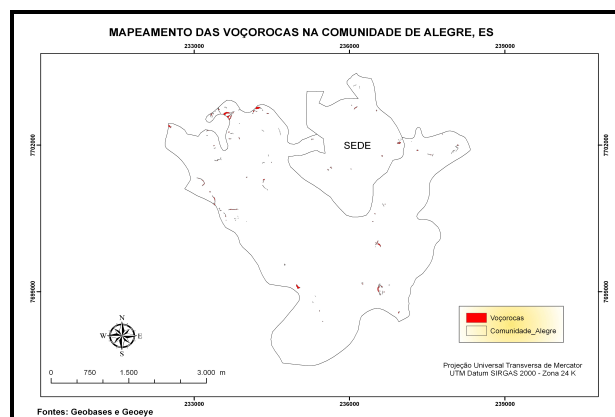 MAPEAMENTO DAS VOÇOROCAS NA COMUNIDADE DE ALEGRE, ES
233000 236000 239000
7702000 7702000
SEDE
7699000 7699000
Voçorocas
Comunidade_Alegre
N
W E
S
0 750 1.500 3.000 m
Projeção Universal Transversa de Mercator
UTM Datum SIRGAS 2000 - Zona 24 K
233000 236000 239000
Fontes: Geobases e Geoeye